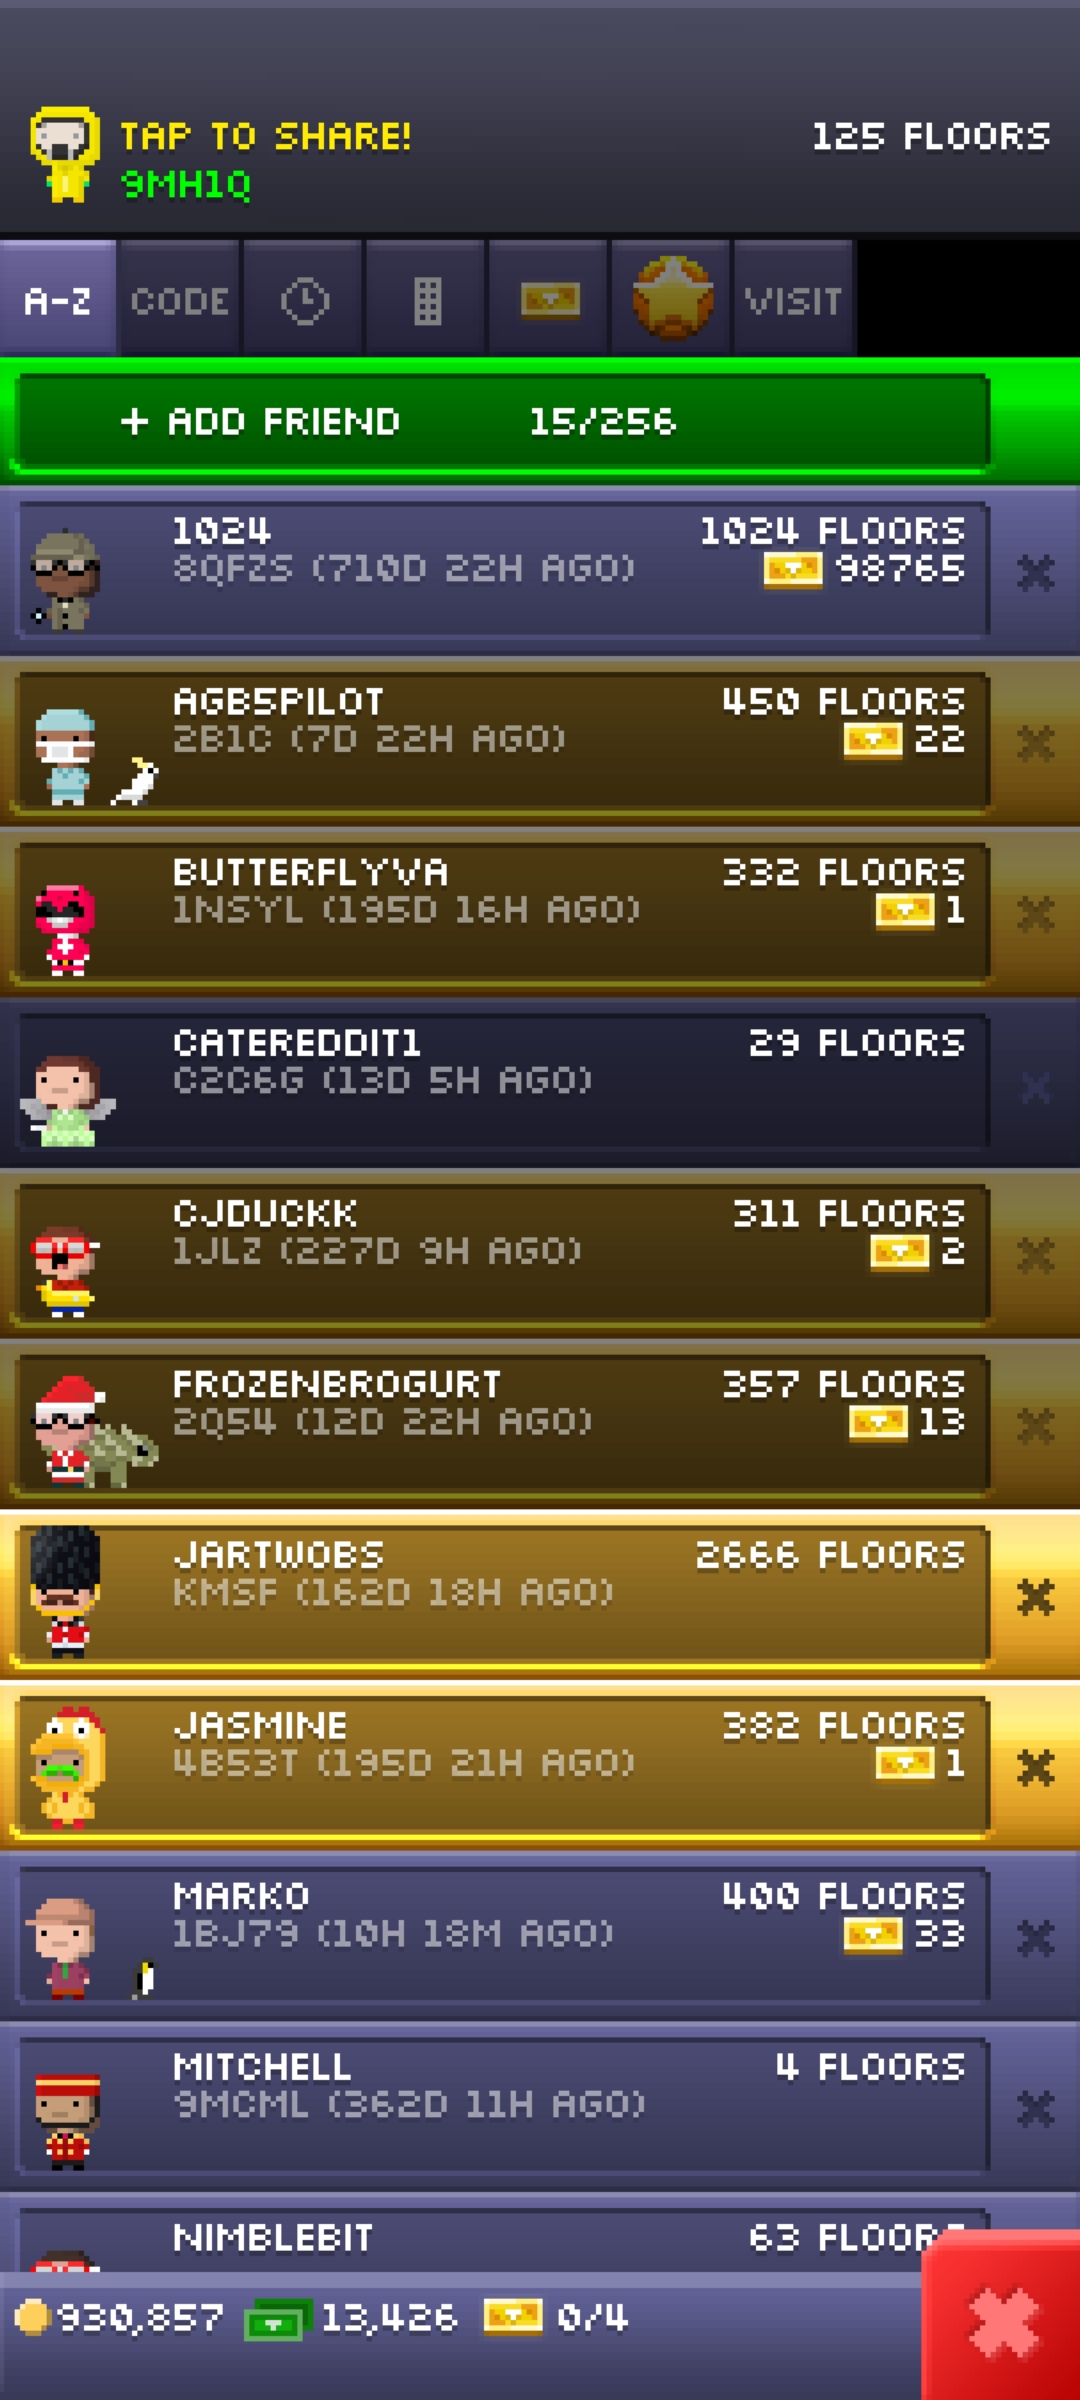 TAP TO SHARE! 125 FLOORS
9MH1Q
A-Z CODE VISIT
+ ADD FRIEND 15/256
1024 1024 FLOORS
8QFZS (710D 22H AGO) 98765
AGB5PILOT 450 FLOORS
2B1C (7D 22H AGO) 22
BUTTERFLYVA 332 FLOORS
1NSYL (195D 16H AGO) 1
CATEREDDIT1 29 FLOORS
C2C6G (13D 5H AGO)
CJDUCKK 311 FLOORS
1JLZ (227D 9H AGO) 2
FROZENBROGURT 357 FLOORS
2Q54 (12D 22H AGO) 13
JARTWOBS 2666 FLOORS
KMSF (162D 18H AGO)
JASMINE 382 FLOORS
4B53T (195D 21H AGO) 1
MARKO 400 FLOORS
1BJ79 (10H 18M AGO) 33
MITCHELL 4 FLOORS
9MCML (362D 11H AGO)
NIMBLEBIT 63 FLOORS
930,857 13,426 0/4